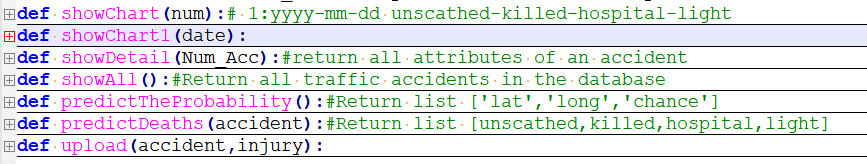 def showChart(num):# 1:yyyy-mm-dd unscathed-killed-hospital-light
def showChart1(date):
def showDetail(Num_Acc):#return all attributes of an accident
def showAll():#Return all traffic accidents in the database
def predictTheProbability():#Return list ['lat','long','chance']
def predictDeaths(accident):#Return list [unscathed,killed,hospital,light]
def upload(accident,injury):